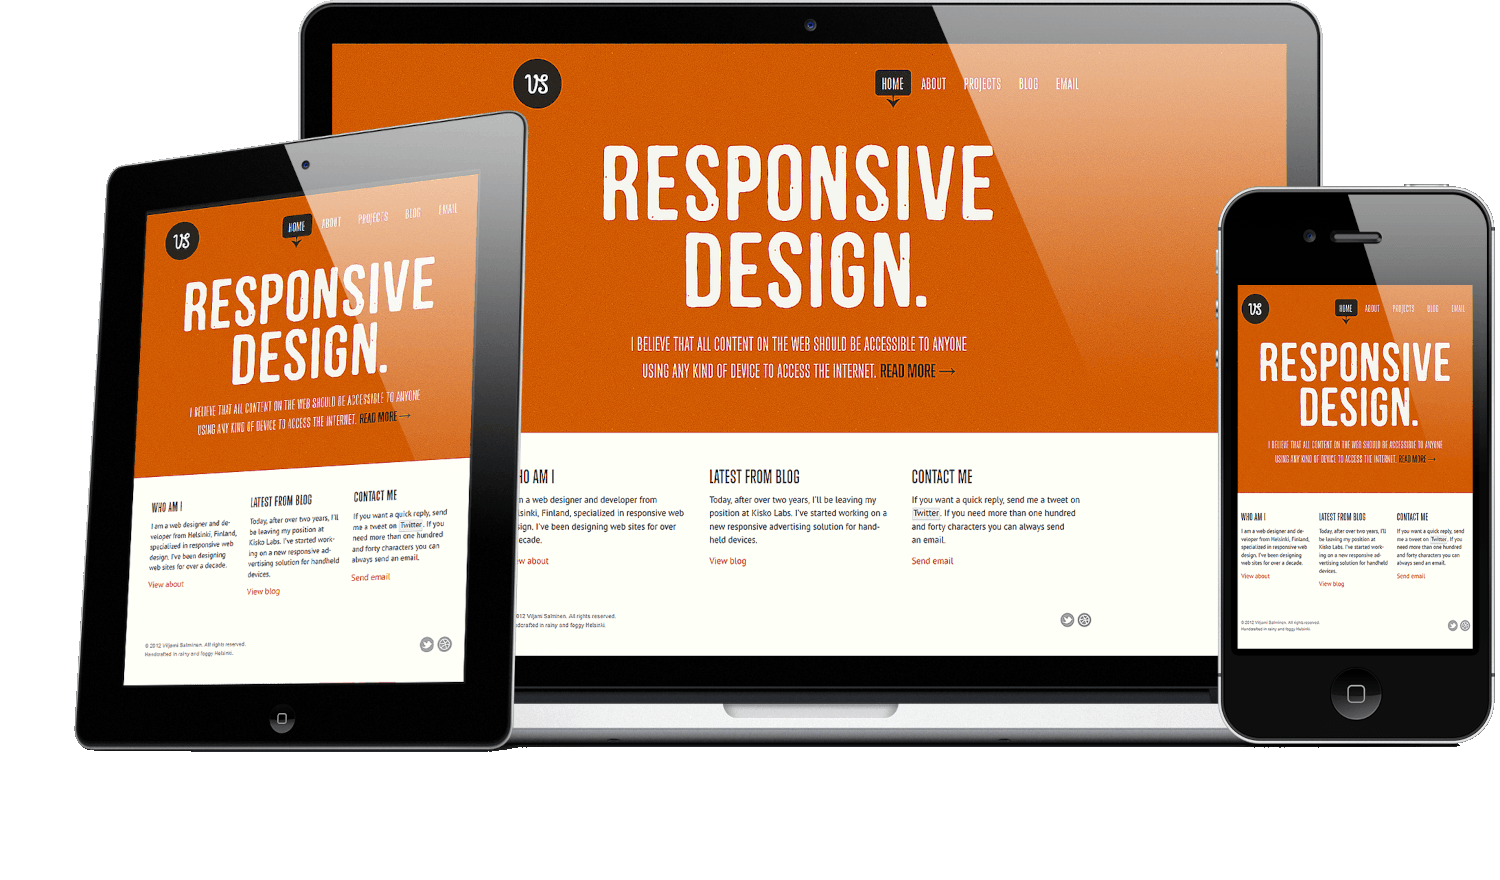 VS
HOME ABOUT PROJECTS BLOG EMAIL
RESPONSIVE
DESIGN.
I BELIEVE THAT ALL CONTENT ON THE WEB SHOULD BE ACCESSIBLE TO ANYONE
USING ANY KIND OF DEVICE TO ACCESS THE INTERNET. READ MORE →
HO AM I
n a web designer and developer from
lsinki, Finland, specialized in responsive web
sign, I've been designing web sites for over
ecade.
ew about
LATEST FROM BLOG
Today, after over two years, I'll be leaving my
position at Kisko Labs. I've started working on a
new responsive advertising solution for hand-
held devices.
View blog
CONTACT ME
If you want a quick reply, send me a tweet on
Twitter. If you need more than one hundred
and forty characters you can always send
an email.
Send email
012 Viljami Salminen. All rights reserved.
dcrafted in rainy and foggy Helsinki.
VS
HOME ABOUT PROJECTS BLOG EMAIL
RESPONSIVE
DESIGN.
I BELIEVE THAT ALL CONTENT ON THE WEB SHOULD BE ACCESSIBLE TO ANYONE
USING ANY KIND OF DEVICE TO ACCESS THE INTERNET. READ MORE →
WHO AM I
I am a web designer and de-
veloper from Helsinki, Finland,
specialized in responsive web
design, I've been designing
web sites for over a decade.
View about
LATEST FROM BLOG
Today, after over two years, I'll
be leaving my position at
Kisko Labs. I've started work-
ing on a new responsive ad-
vertising solution for handheld
devices.
View blog
CONTACT ME
If you want a quick reply, send
me a tweet on Twitter. If you
need more than one hundred
and forty characters you can
always send an email.
Send email
© 2012 Viljami Salminen. All rights reserved.
Handcrafted in rainy and foggy Helsinki.
VS
HOME ABOUT PROJECTS BLOG EMAIL
RESPONSIVE
DESIGN.
I BELIEVE THAT ALL CONTENT ON THE WEB SHOULD BE ACCESSIBLE TO ANYONE
USING ANY KIND OF DEVICE TO ACCESS THE INTERNET. READ MORE →
WHO AM I
I am a web designer and de-
veloper from Helsinki, Finland,
specialized in responsive web
design, I've been designing
web sites for over a decade.
View about
LATEST FROM BLOG
Today, after over two years, I'll
be leaving my position at
Kisko Labs. I've started work-
ing on a new responsive ad-
vertising solution for handheld
devices.
View blog
CONTACT ME
If you want a quick reply, send
me a tweet on Twitter. If you
need more than one hundred
and forty characters you can
always send an email.
Send email
© 2012 Viljami Salminen. All rights reserved.
Handcrafted in rainy and foggy Helsinki.